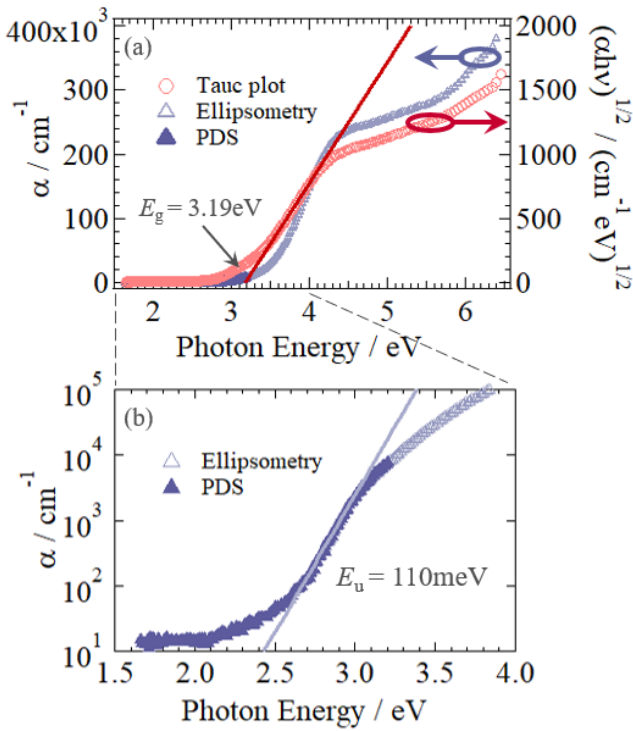 (a)
400x10³
300
200
100
0
α / cm⁻¹
Tauc plot
Ellipsometry
PDS
E_g = 3.19eV
2000
1500
1000
500
0
(αhν)^1/2 / (cm⁻¹ eV)^1/2
2 3 4 5 6
Photon Energy / eV
(b)
10⁵
10⁴
10³
10²
10¹
α / cm⁻¹
Ellipsometry
PDS
E_u = 110meV
1.5 2.0 2.5 3.0 3.5 4.0
Photon Energy / eV